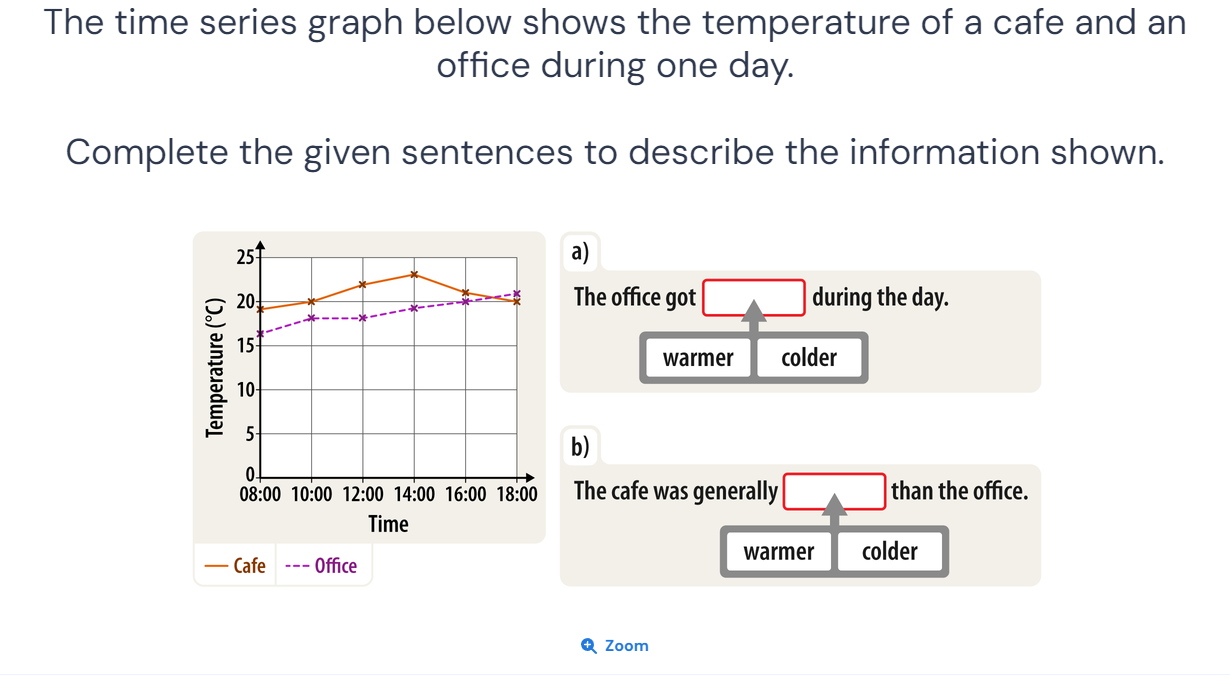 The time series graph below shows the temperature of a cafe and an
office during one day.
Complete the given sentences to describe the information shown.
Temperature (°C)
25
20
15
10
5
0
08:00 10:00 12:00 14:00 16:00 18:00
Time
Cafe
Office
a)
The office got during the day.
warmer
colder
b)
The cafe was generally than the office.
warmer
colder
Zoom